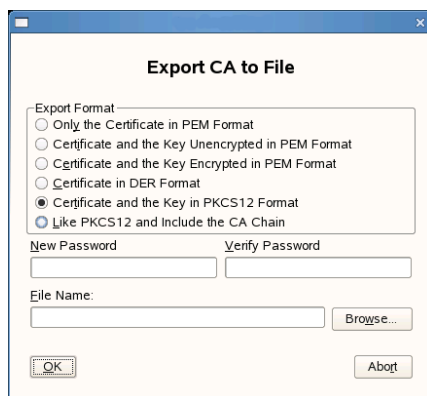 Export CA to File
Export Format
Only the Certificate in PEM Format
Certificate and the Key Unencrypted in PEM Format
Certificate and the Key Encrypted in PEM Format
Certificate in DER Format
Certificate and the Key in PKCS12 Format
Like PKCS12 and Include the CA Chain
New Password Verify Password
File Name:
Browse...
OK Abort